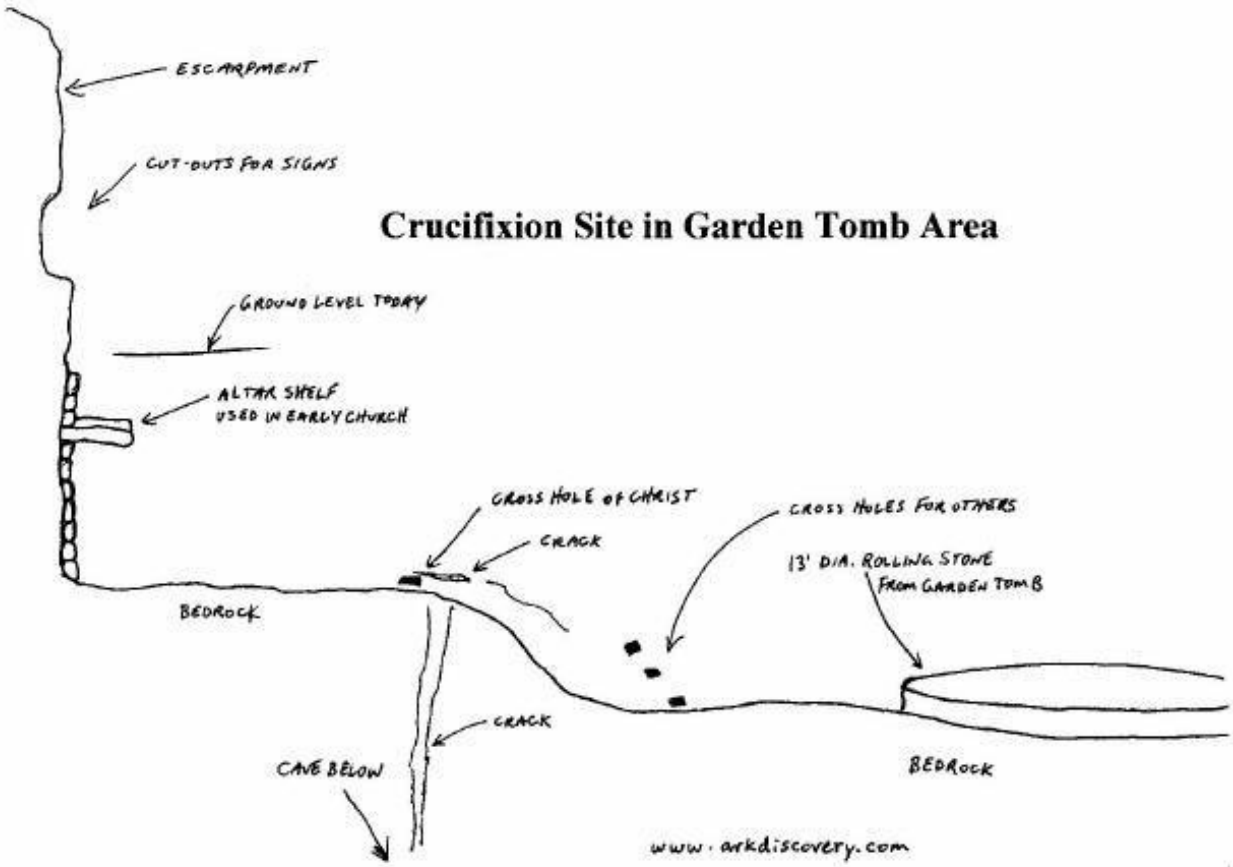 ESCARPMENT
CUT-OUTS FOR SIGNS
Crucifixion Site in Garden Tomb Area
GROUND LEVEL TODAY
ALTAR SHELF
USED IN EARLY CHURCH
CROSS HOLE OF CHRIST
CROSS HOLES FOR OTHERS
CRACK
13' DIA. ROLLING STONE
FROM GARDEN TOMB
BEDROCK
CRACK
CAVE BELOW
BEDROCK
www.arkdiscovery.com